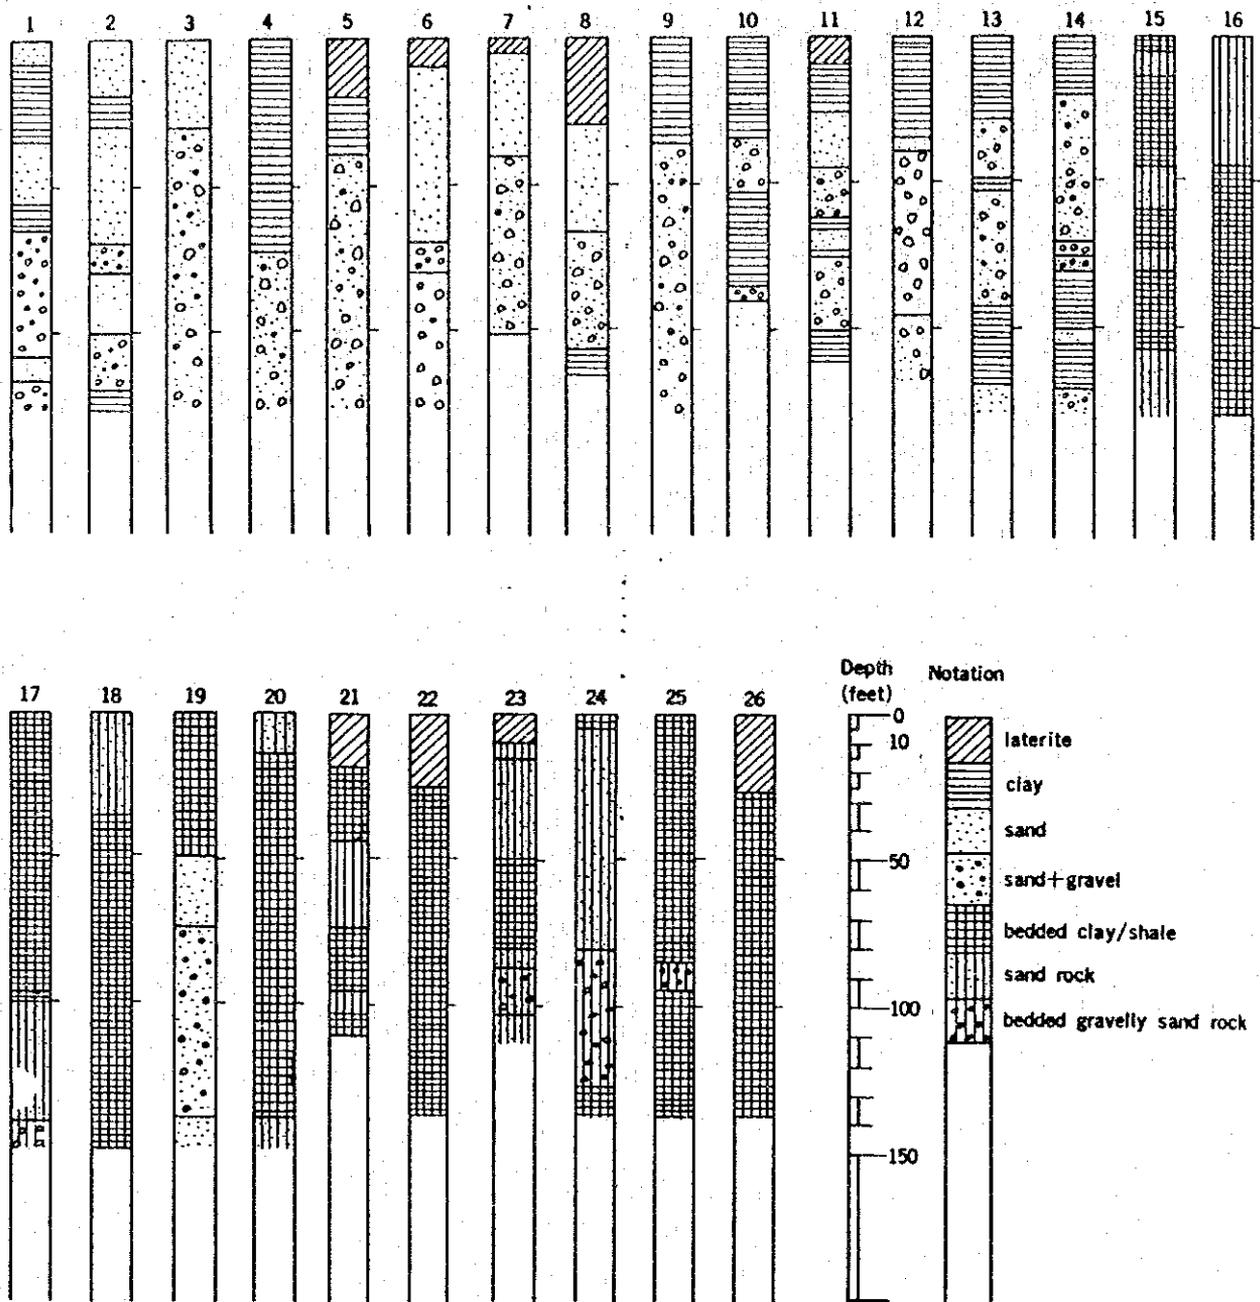 1 2 3 4 5 6 7 8 9 10 11 12 13 14 15 16
17 18 19 20 21 22 23 24 25 26
Depth
(feet)
Notation
0
10
50
100
150
laterite
clay
sand
sand+gravel
bedded clay/shale
sand rock
bedded gravelly sand rock